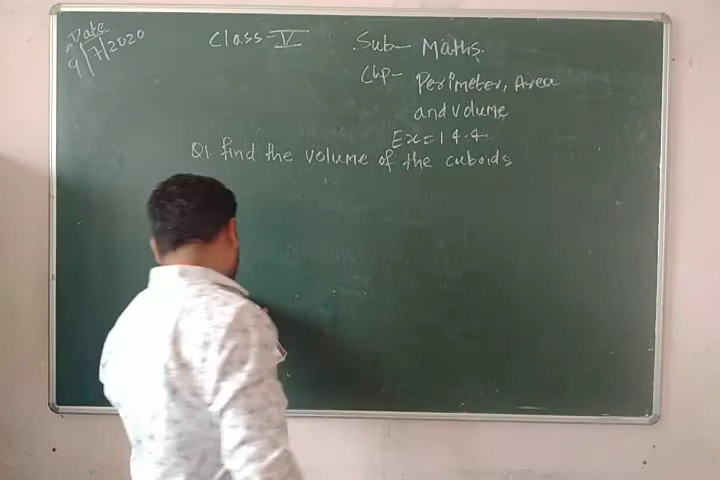 Date
9/7/2020
Class-V
Sub- Maths.
Chp- Perimeter, Area
and Volume
Ex=14.4
Q1. find the volume of the cuboids